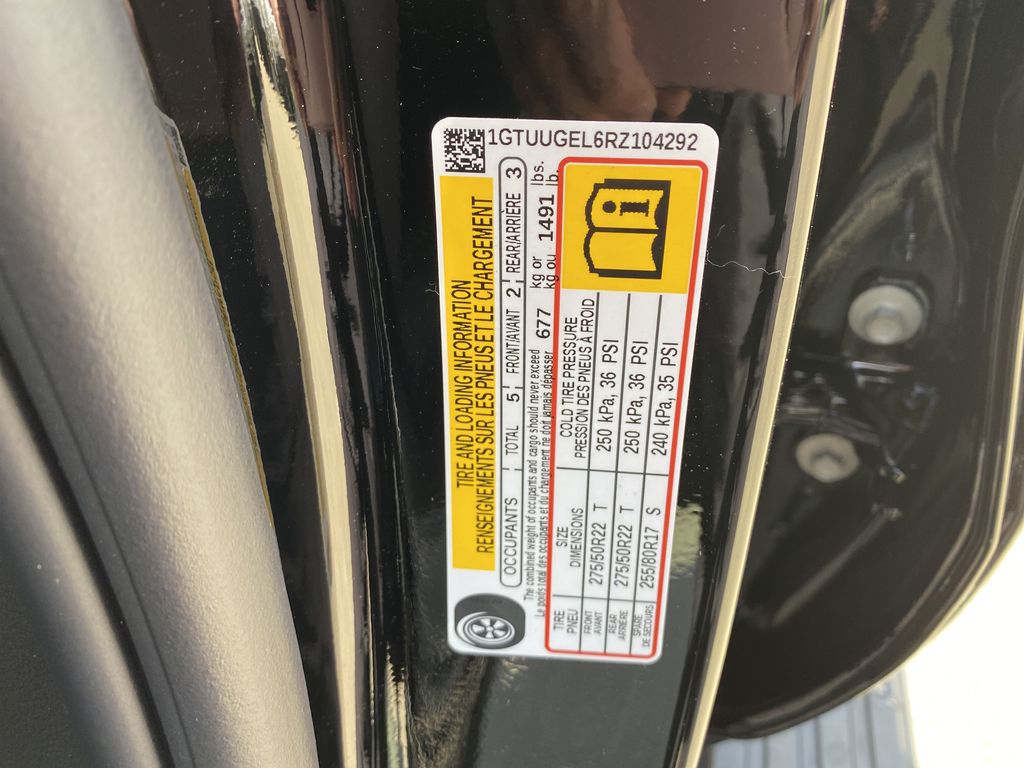 1GTUUGEL6RZ104292
TIRE AND LOADING INFORMATION
RENSEIGNEMENTS SUR LES PNEUS ET LE CHARGEMENT
OCCUPANTS TOTAL 5 FRONT/AVANT 2 REAR/ARRIÈRE 3
The combined weight of occupants and cargo should never exceed 677 kg or 1491 lbs.
Le poids total des occupants et du chargement ne doit jamais dépasser kg ou lb.
TIRE SIZE COLD TIRE PRESSURE
PNEU DIMENSIONS PRESSION DES PNEUS À FROID
FRONT
AVANT 275/50R22 T 250 kPa, 36 PSI
REAR
ARRIERE 275/50R22 T 250 kPa, 36 PSI
SPARE
DE SECOURS 255/80R17 S 240 kPa, 35 PSI
i